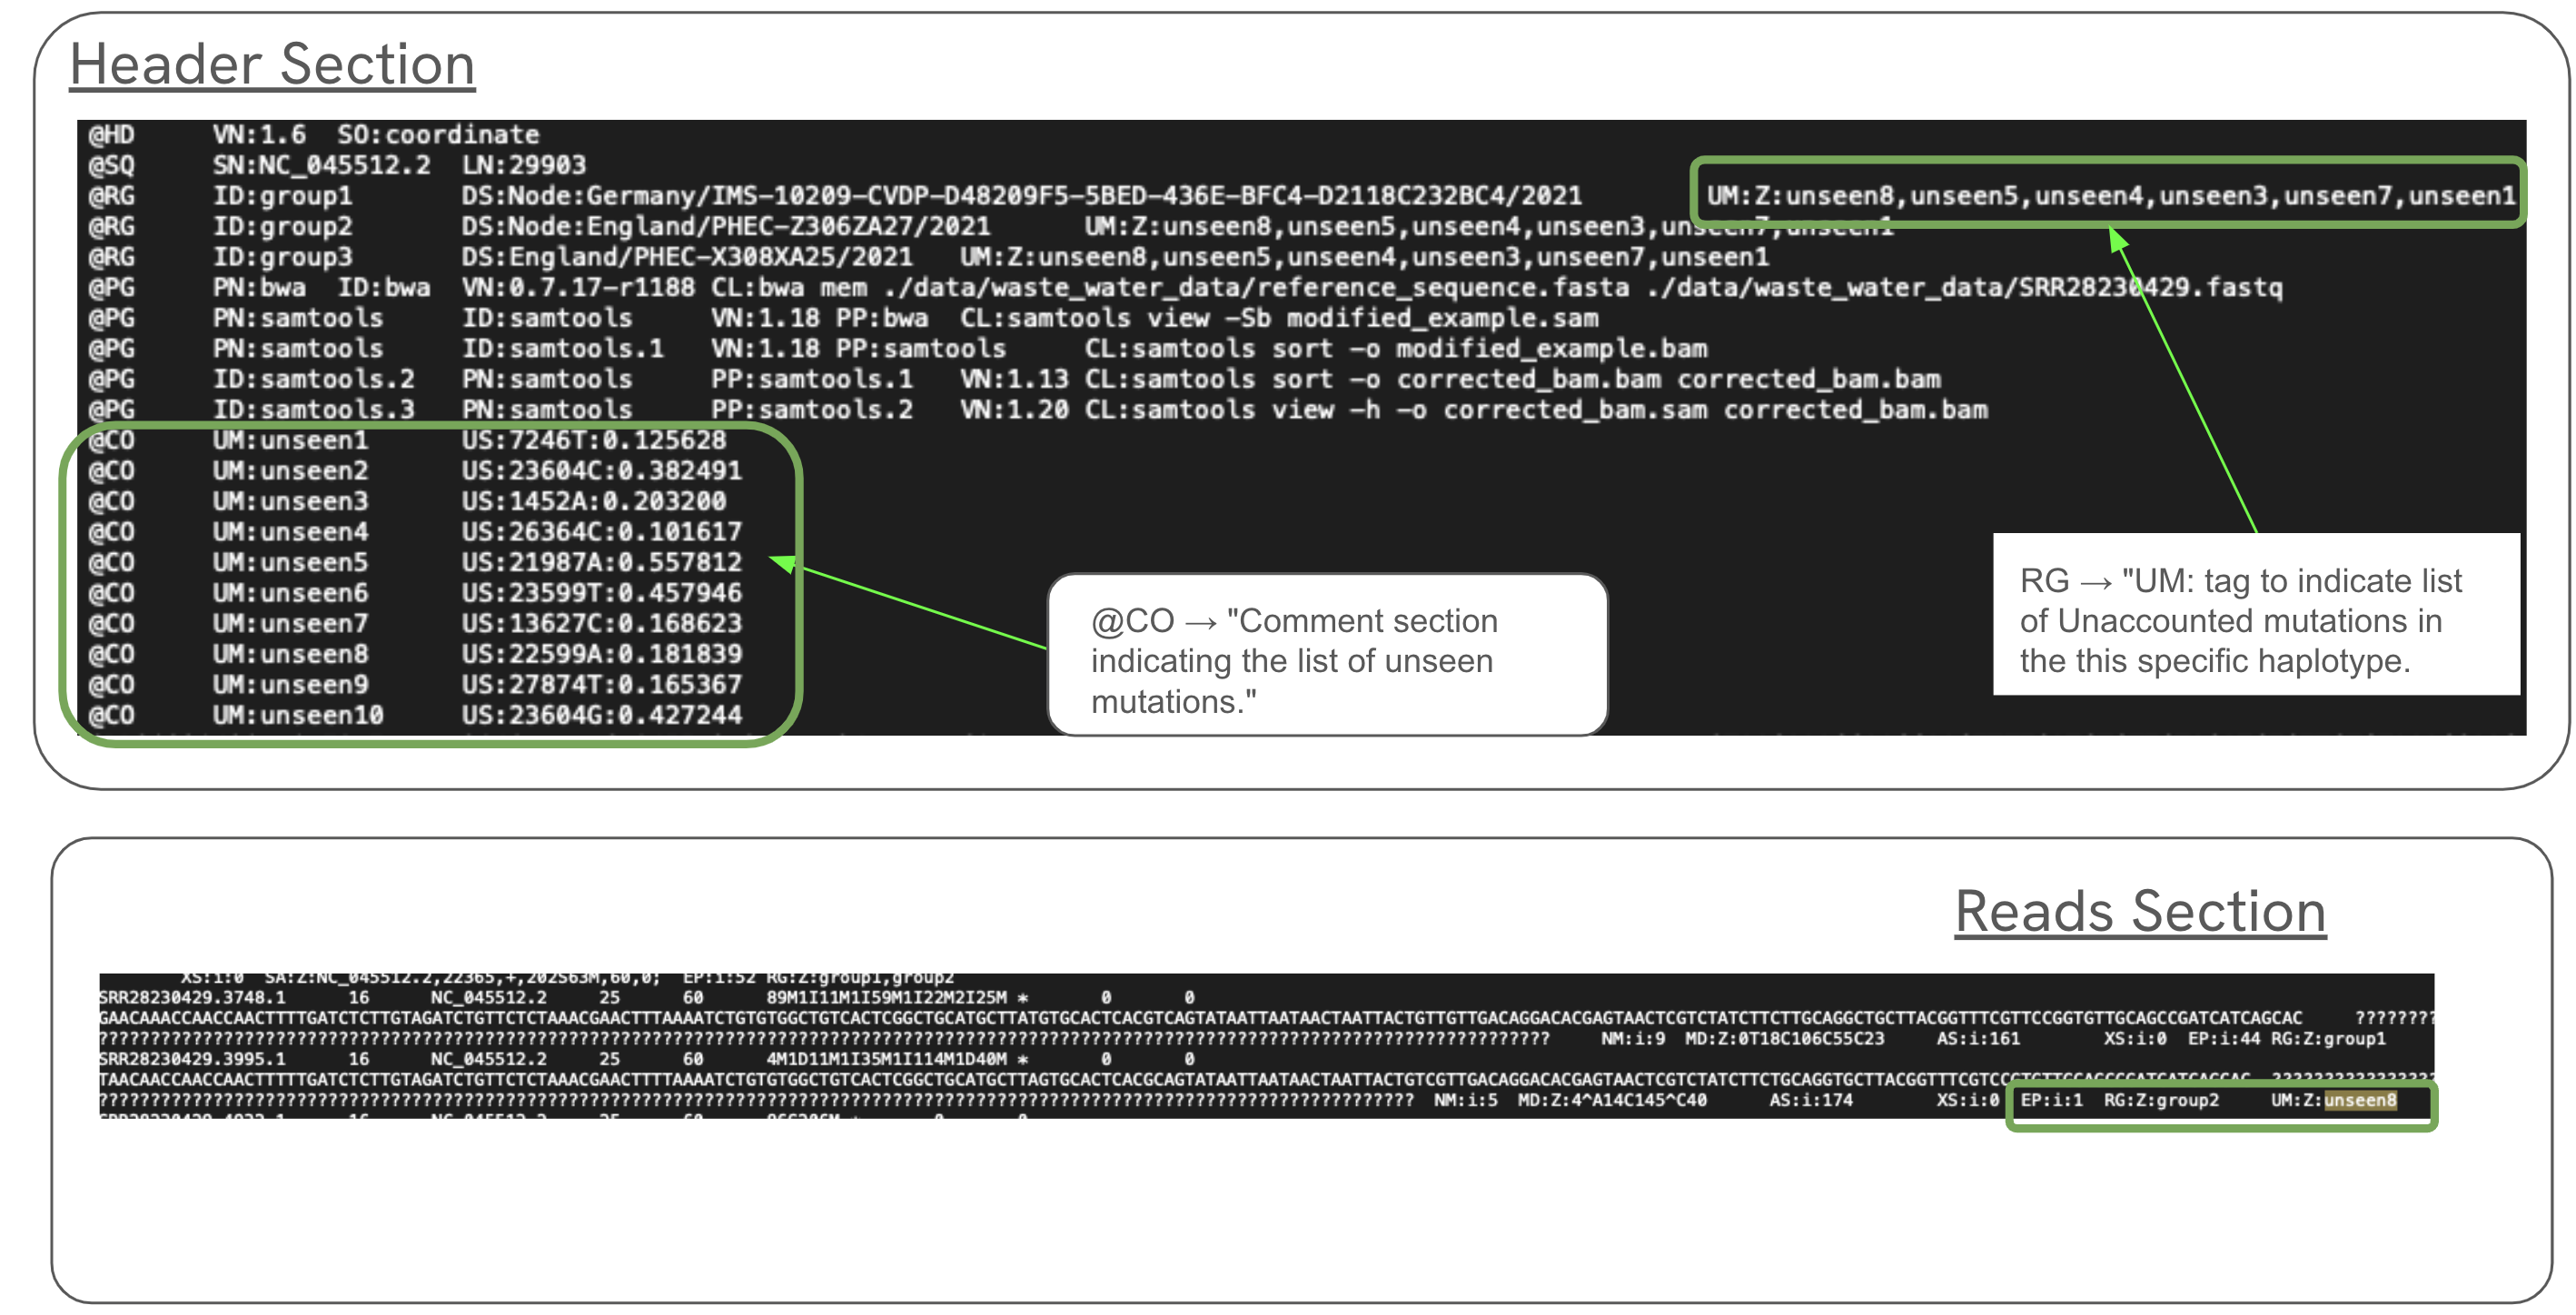 Header Section
@HD VN:1.6 SO:coordinate
@SQ SN:NC_045512.2 LN:29903
@RG ID:group1 DS:Node:Germany/IMS-10209-CVDP-D48209F5-5BED-436E-BFC4-D2118C232BC4/2021 UM:Z:unseen8,unseen5,unseen4,unseen3,unseen7,unseen1
@RG ID:group2 DS:Node:England/PHEC-Z306ZA27/2021 UM:Z:unseen8,unseen5,unseen4,unseen3,unseen7,unseen1
@RG ID:group3 DS:England/PHEC-X308XA25/2021 UM:Z:unseen8,unseen5,unseen4,unseen3,unseen7,unseen1
@PG PN:bwa ID:bwa VN:0.7.17-r1188 CL:bwa mem ./data/waste_water_data/reference_sequence.fasta ./data/waste_water_data/SRR28230429.fastq
@PG PN:samtools ID:samtools VN:1.18 PP:bwa CL:samtools view -Sb modified_example.sam
@PG PN:samtools ID:samtools.1 VN:1.18 PP:samtools CL:samtools sort -o modified_example.bam
@PG ID:samtools.2 PN:samtools PP:samtools.1 VN:1.13 CL:samtools sort -o corrected_bam.bam corrected_bam.bam
@PG ID:samtools.3 PN:samtools PP:samtools.2 VN:1.20 CL:samtools view -h -o corrected_bam.sam corrected_bam.bam
@CO UM:unseen1 US:7246T:0.125628
@CO UM:unseen2 US:23604C:0.382491
@CO UM:unseen3 US:1452A:0.203200
@CO UM:unseen4 US:26364C:0.101617
@CO UM:unseen5 US:21987A:0.557812
@CO UM:unseen6 US:23599T:0.457946
@CO UM:unseen7 US:13627C:0.168623
@CO UM:unseen8 US:22599A:0.181839
@CO UM:unseen9 US:27874T:0.165367
@CO UM:unseen10 US:23604G:0.427244
@CO → "Comment section
indicating the list of unseen
mutations."
RG → "UM: tag to indicate list
of Unaccounted mutations in
the this specific haplotype.
Reads Section
XS:i:0 SA:Z:NC_045512.2,22365,+,202S63M,60,0; EP:i:52 RG:Z:group1,group2
SRR28230429.3748.1 16 NC_045512.2 25 60 89M1I11M1I59M1I22M2I25M * 0 0
GAACAAACCAACCAACTTTTGATCTCTTGTAGATCTGTTCTCTAAACGAACTTTAAAATCTGTGTGGCTGTCACTCGGCTGCATGCTTATGTGCACTCACGTCAGTATAATTAATAACTAATTACTGTTGTTGACAGGACACGAGTAACTCGTCTATCTTCTTGCAGGCTGCTTACGGTTTCGTTCCGGTGTTGCAGCCGATCATCAGCAC ????????
NM:i:9 MD:Z:0T18C106C55C23 AS:i:161 XS:i:0 EP:i:44 RG:Z:group1
SRR28230429.3995.1 16 NC_045512.2 25 60 4M1D11M1I35M1I114M1D40M * 0 0
NM:i:5 MD:Z:4^A14C145^C40 AS:i:174 XS:i:0 EP:i:1 RG:Z:group2 UM:Z:unseen8